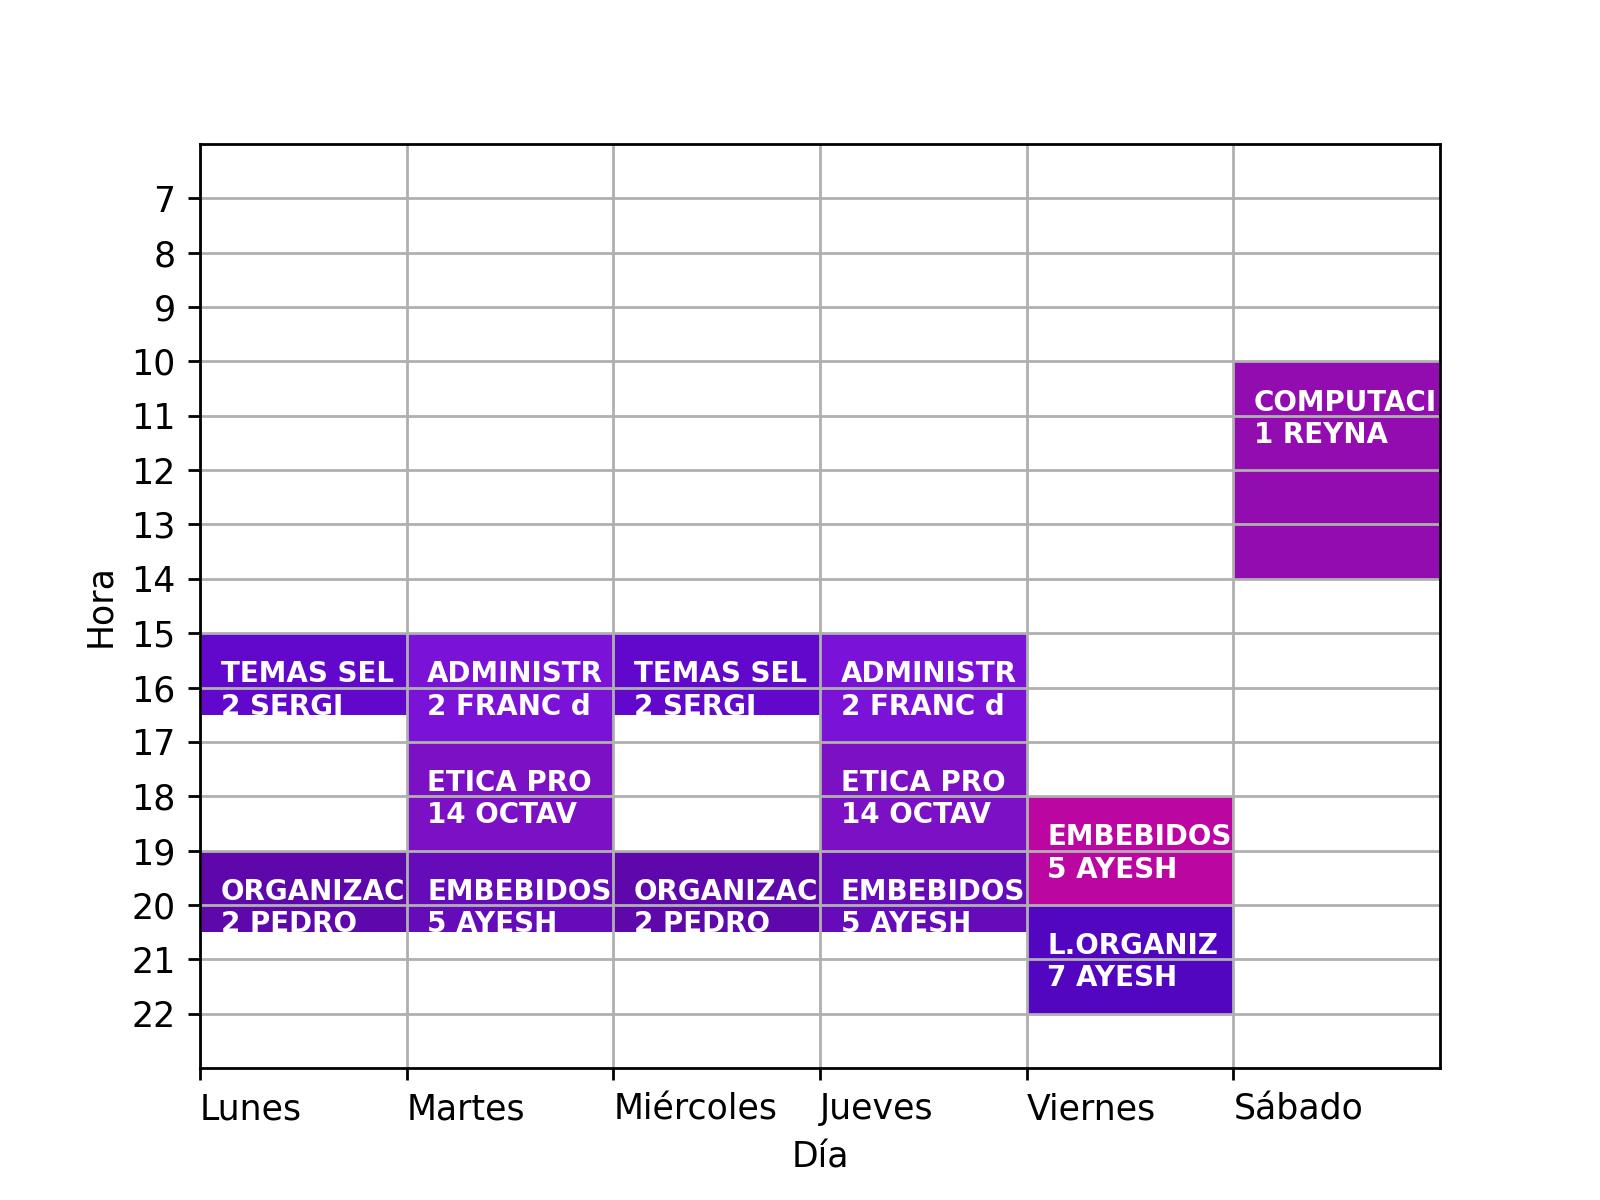 7
8
9
10
11
12
13
14
15
16
17
18
19
20
21
22
Hora
COMPUTACI
1 REYNA
TEMAS SEL
2 SERGI
ADMINISTR
2 FRANC d
TEMAS SEL
2 SERGI
ADMINISTR
2 FRANC d
ETICA PRO
14 OCTAV
ETICA PRO
14 OCTAV
EMBEBIDOS
5 AYESH
ORGANIZAC
2 PEDRO
EMBEBIDOS
5 AYESH
ORGANIZAC
2 PEDRO
EMBEBIDOS
5 AYESH
L.ORGANIZ
7 AYESH
Lunes
Martes
Miércoles
Jueves
Viernes
Sábado
Día